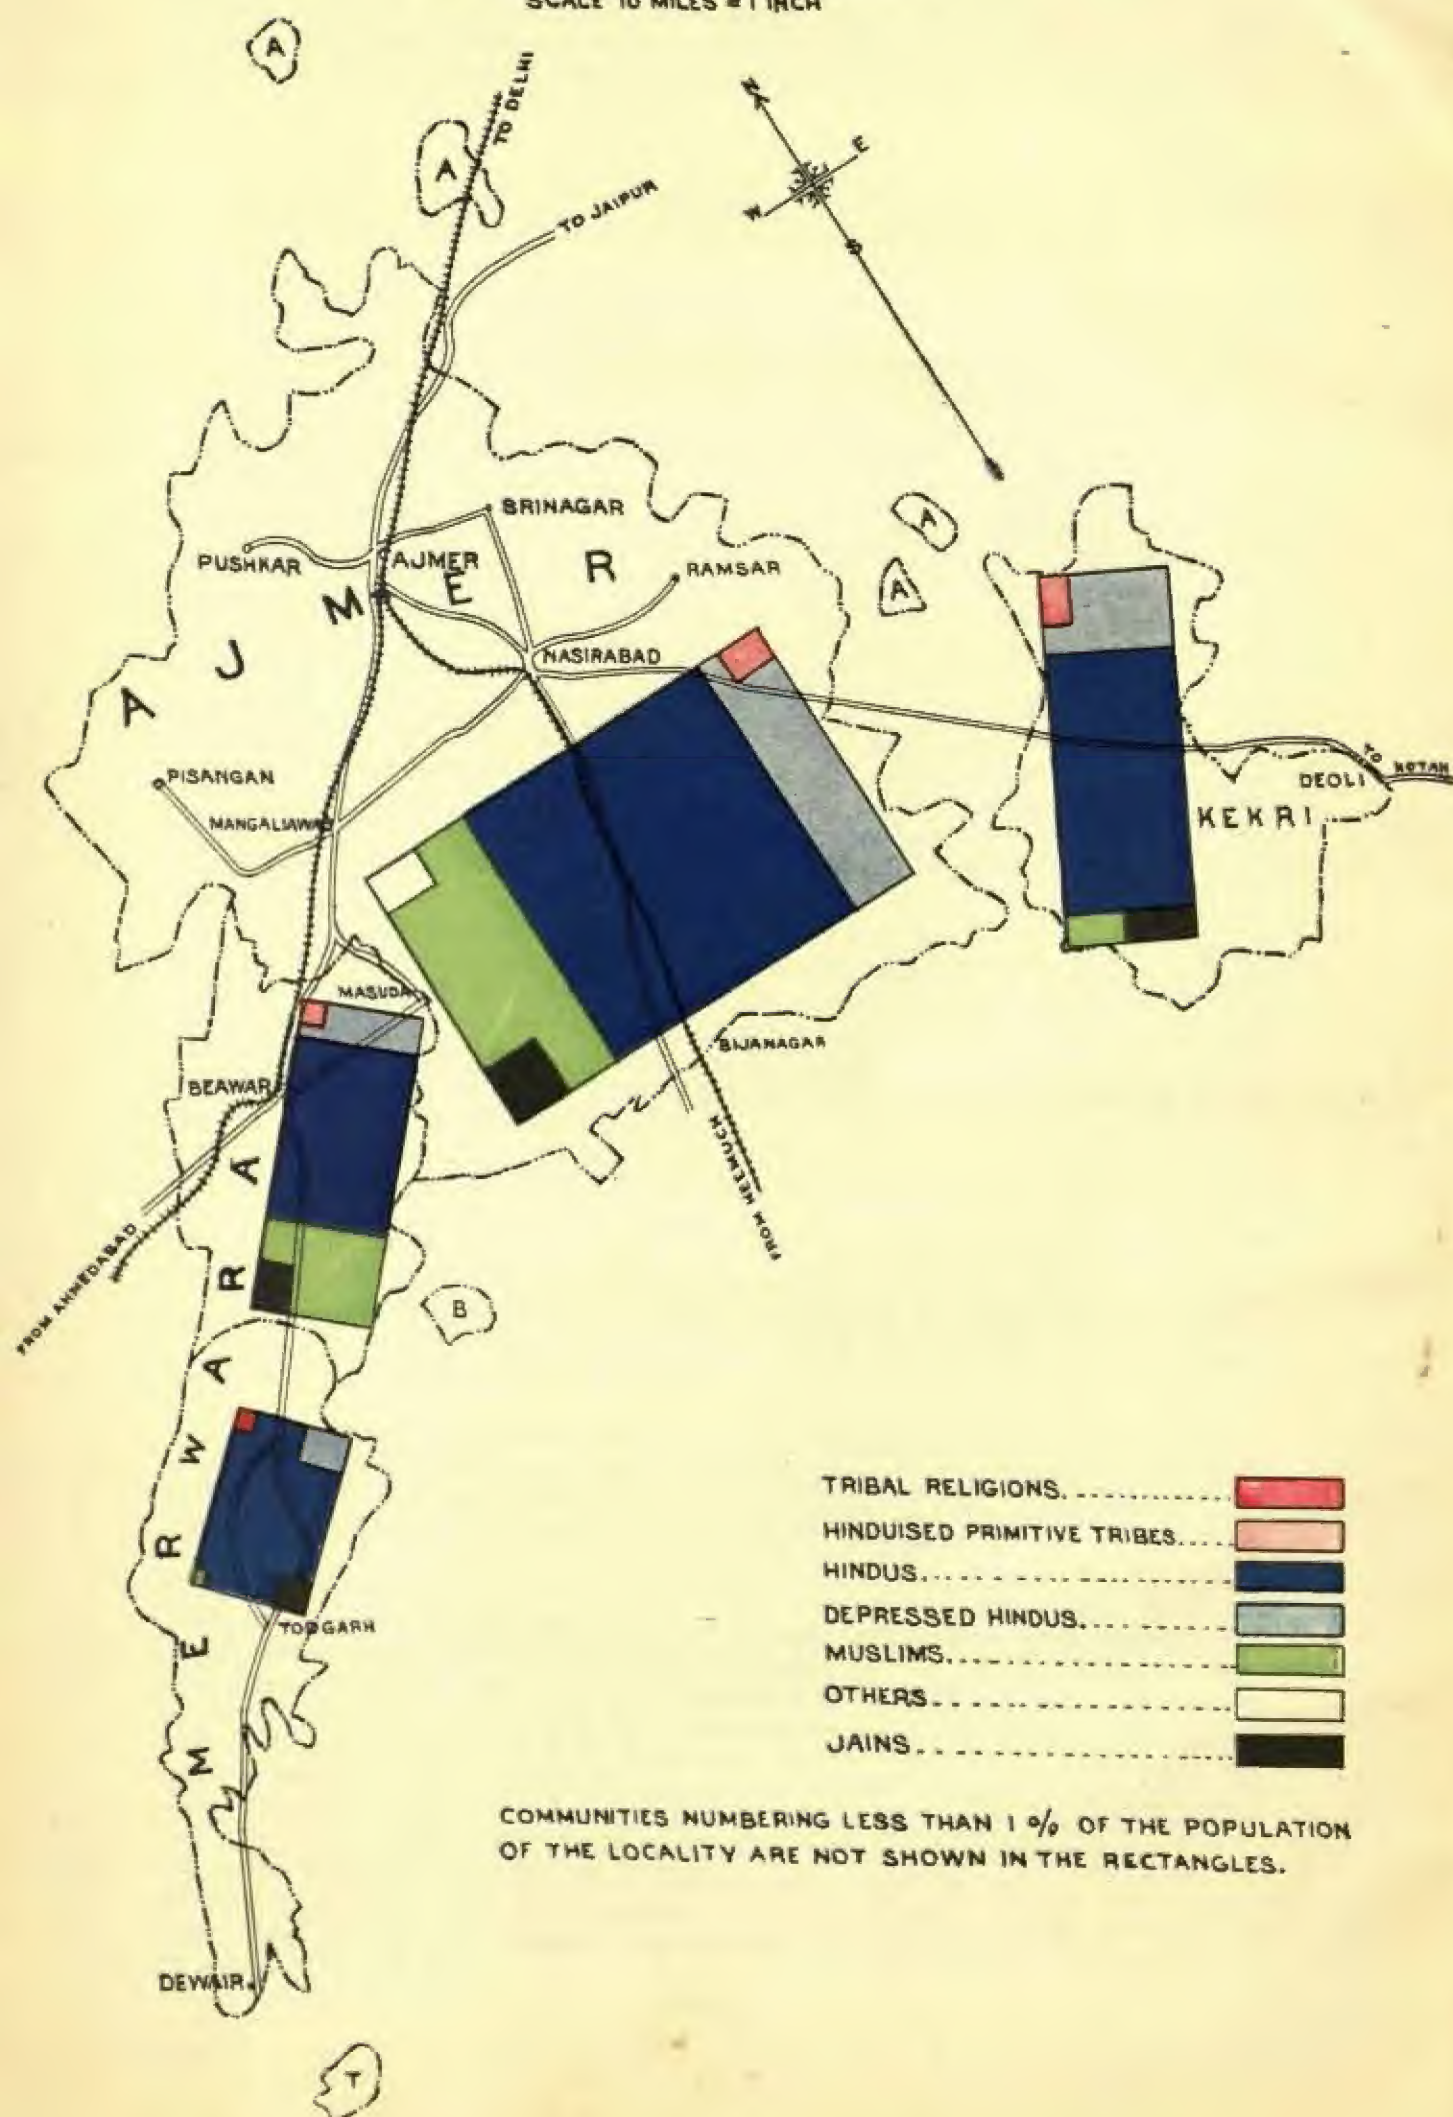 SCALE 10 MILES = 1 INCH
A
TO DELHI
A
TO JAIPUR
N
E
W
S
SRINAGAR
PUSHKAR
AJMER
RAMSAR
A
A
A J M E R
NASIRABAD
PISANGAN
MANGALIAWAS
TO KOTAH
DEOLI
KEKRI
MASUDA
BIJANAGAR
BEAWAR
FROM NEEMUCH
FROM AHMEDABAD
B
M E R W A R A
TODGARH
DEWAIR
T
TRIBAL RELIGIONS.
HINDUISED PRIMITIVE TRIBES.
HINDUS.
DEPRESSED HINDUS.
MUSLIMS.
OTHERS.
JAINS.
COMMUNITIES NUMBERING LESS THAN 1 % OF THE POPULATION
OF THE LOCALITY ARE NOT SHOWN IN THE RECTANGLES.